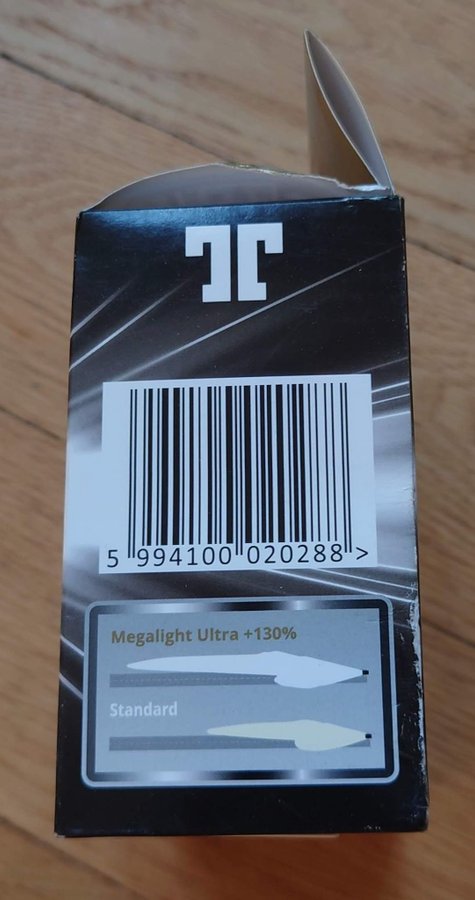 5 994100 020288 >
Megalight Ultra +130%
Standard